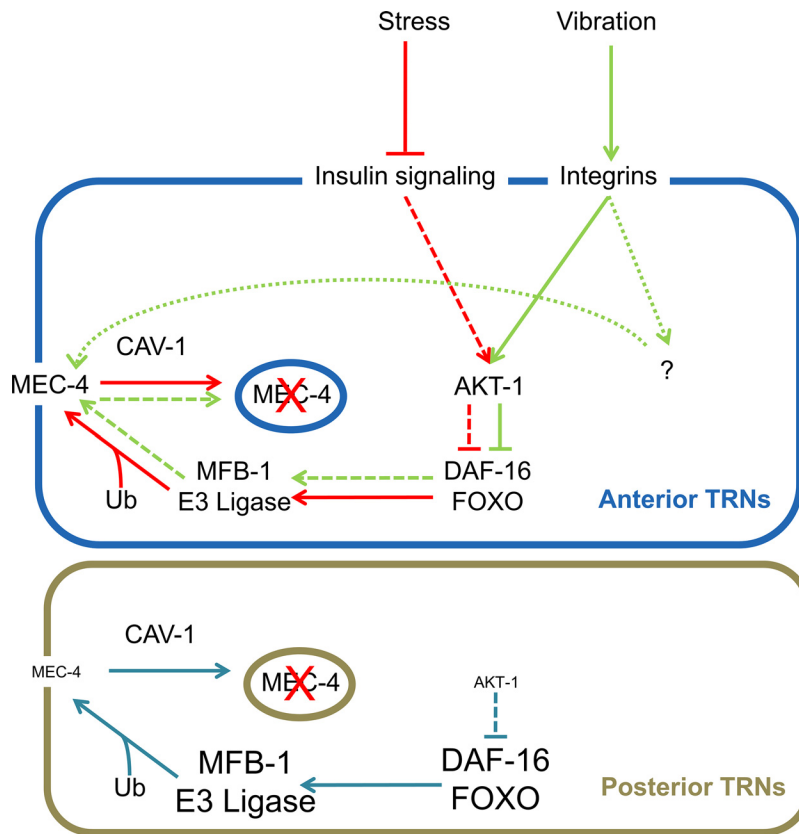 Stress
Vibration
Insulin signaling
Integrins
CAV-1
?
MEC-4
MEC-4
AKT-1
MFB-1
DAF-16
Ub
E3 Ligase
FOXO
Anterior TRNs
CAV-1
MEC-4
MEC-4
AKT-1
MFB-1
DAF-16
Ub
E3 Ligase
FOXO
Posterior TRNs